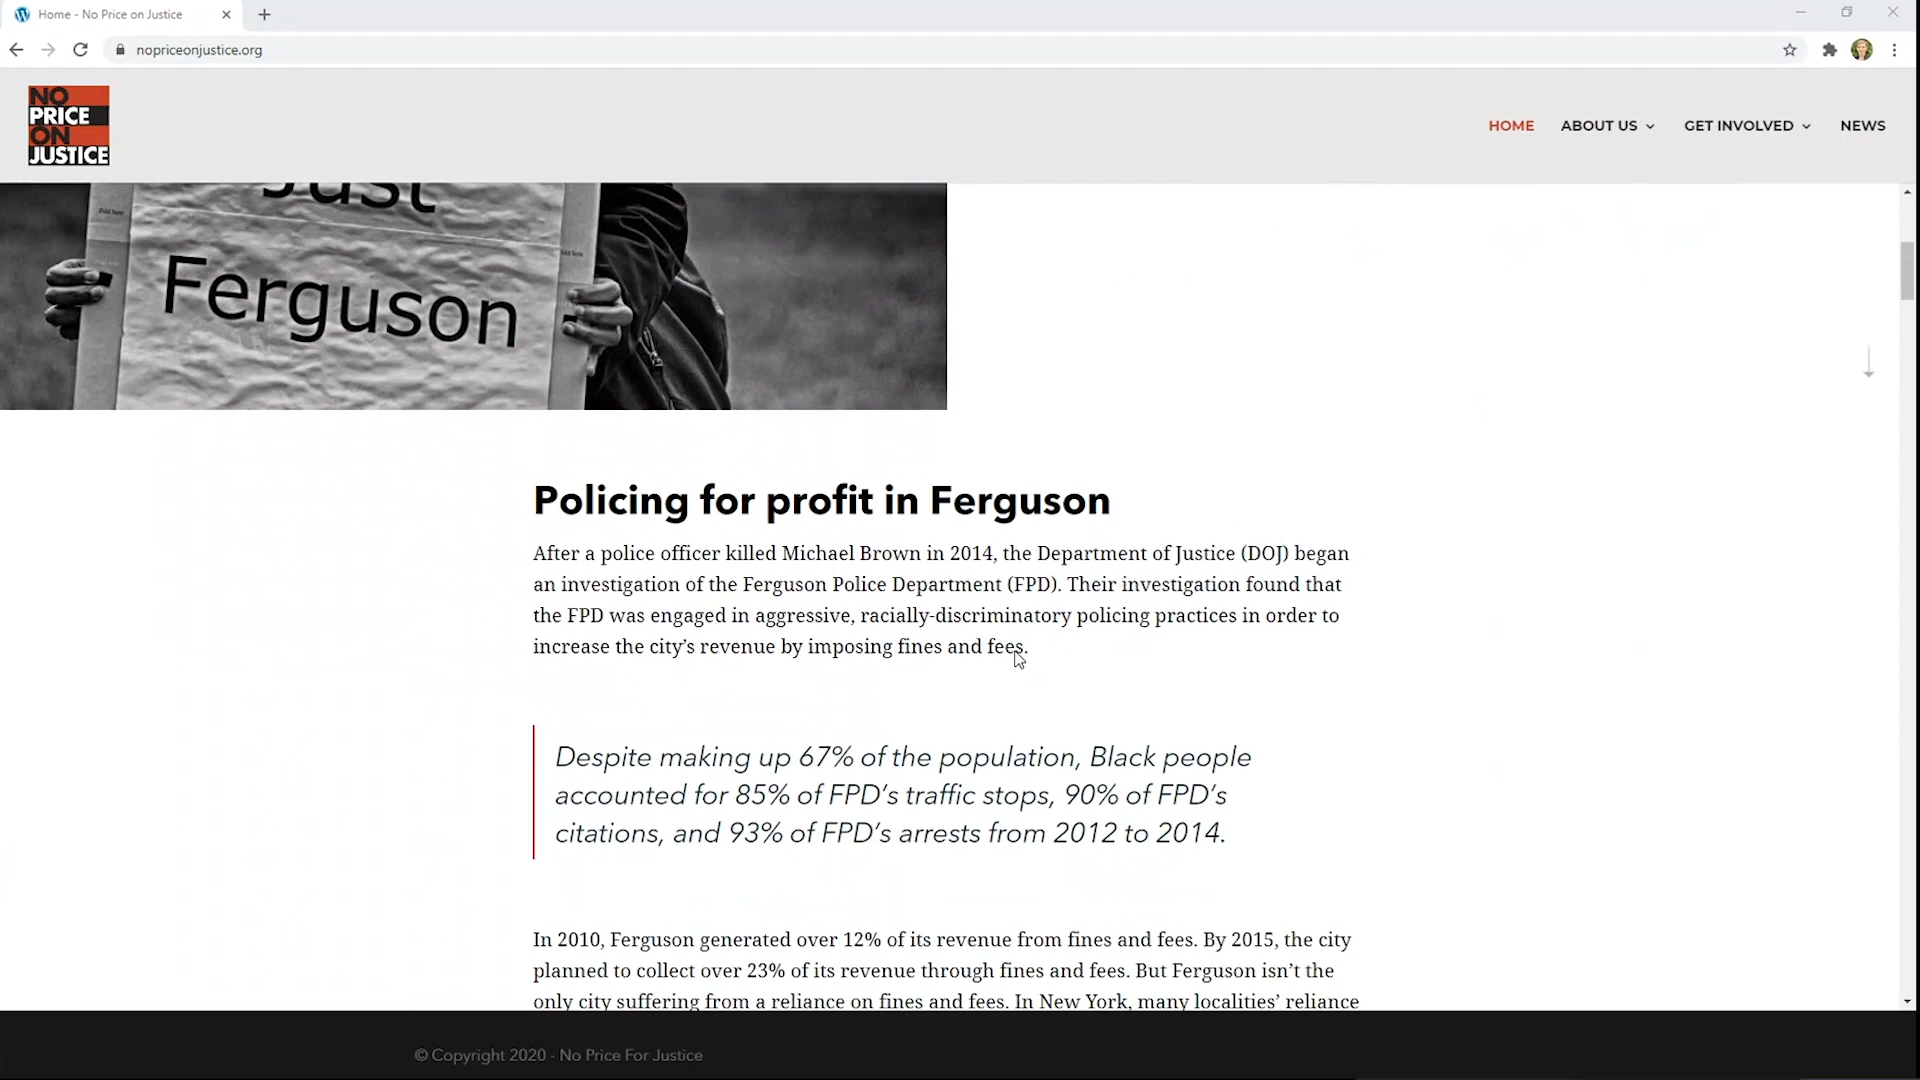 Home - No Price on Justice
nopriceonjustice.org
NO
PRICE
ON
JUSTICE
HOME
ABOUT US
GET INVOLVED
NEWS
Just
Ferguson
Policing for profit in Ferguson
After a police officer killed Michael Brown in 2014, the Department of Justice (DOJ) began
an investigation of the Ferguson Police Department (FPD). Their investigation found that
the FPD was engaged in aggressive, racially-discriminatory policing practices in order to
increase the city’s revenue by imposing fines and fees.
Despite making up 67% of the population, Black people
accounted for 85% of FPD’s traffic stops, 90% of FPD’s
citations, and 93% of FPD’s arrests from 2012 to 2014.
In 2010, Ferguson generated over 12% of its revenue from fines and fees. By 2015, the city
planned to collect over 23% of its revenue through fines and fees. But Ferguson isn’t the
only city suffering from a reliance on fines and fees. In New York, many localities’ reliance
© Copyright 2020 - No Price For Justice